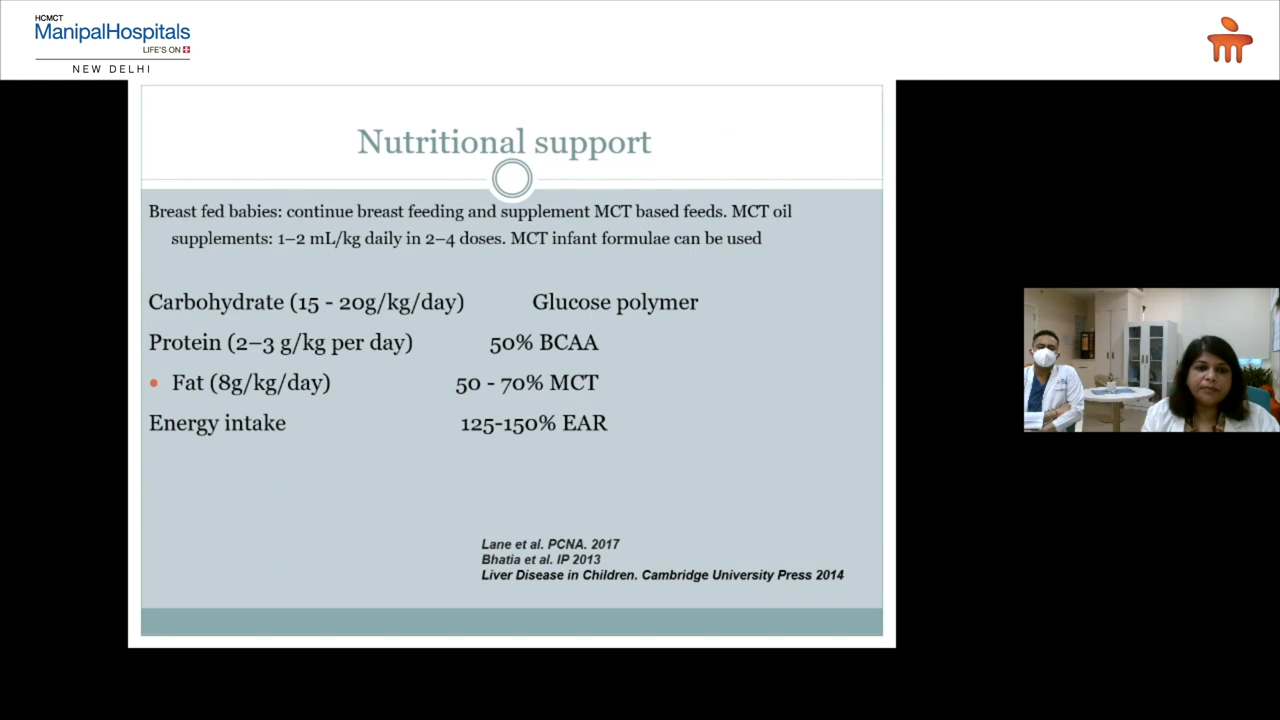 HCMCT
ManipalHospitals
LIFE'S ON
NEW DELHI
Nutritional support
Breast fed babies: continue breast feeding and supplement MCT based feeds. MCT oil
supplements: 1–2 mL/kg daily in 2–4 doses. MCT infant formulae can be used
Carbohydrate (15 - 20g/kg/day) Glucose polymer
Protein (2–3 g/kg per day) 50% BCAA
• Fat (8g/kg/day) 50 - 70% MCT
Energy intake 125-150% EAR
Lane et al. PCNA. 2017
Bhatia et al. IP 2013
Liver Disease in Children. Cambridge University Press 2014